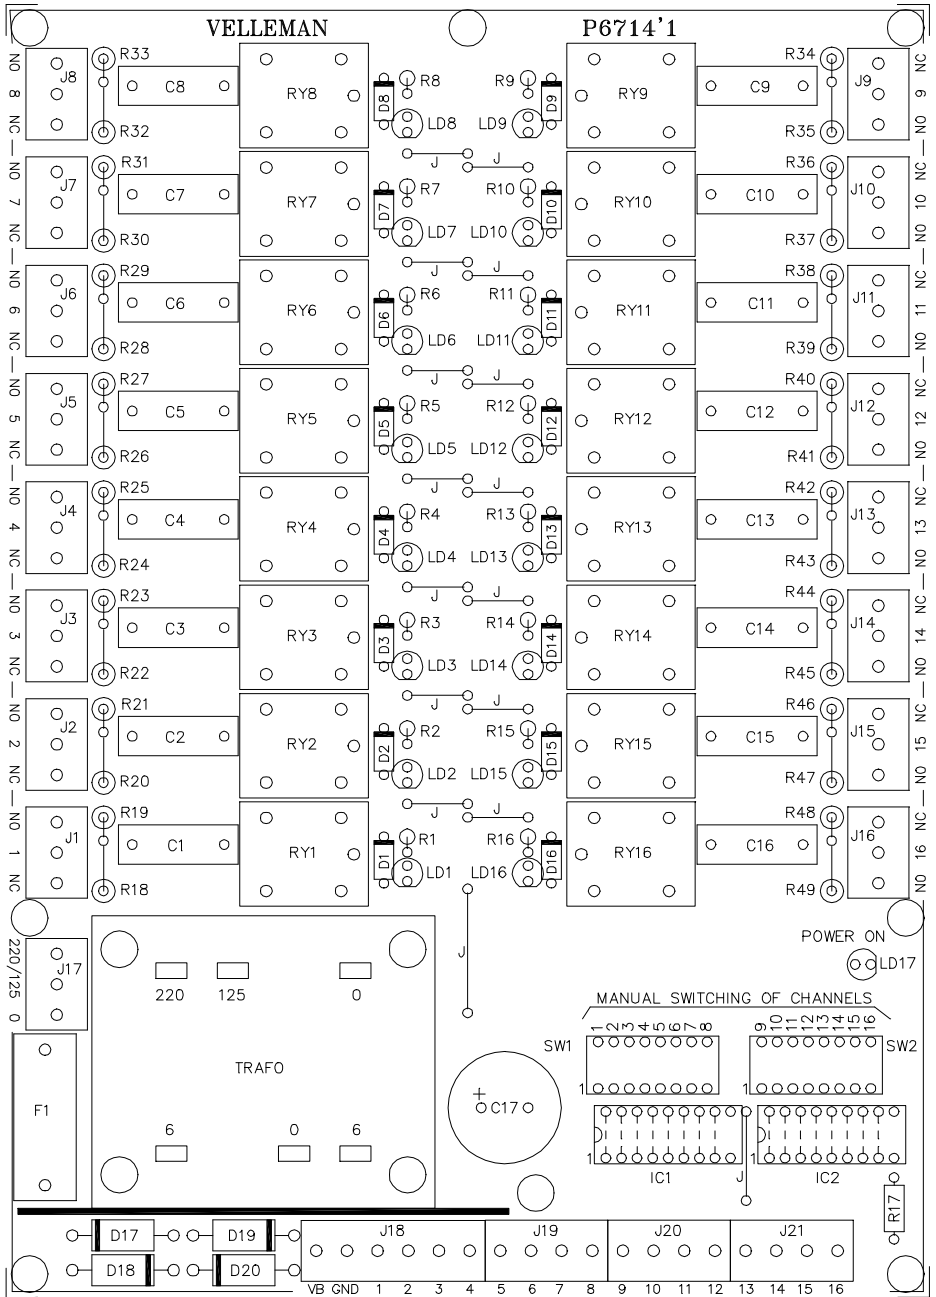 VELLEMAN P6714'1
NO 8 NC J8 R33 C8 R32 RY8 D8 R8 LD8 R9 LD9 D9 RY9 C9 R34 R35 J9 NC 9 NO
J J
NO 7 NC J7 R31 C7 R30 RY7 D7 R7 LD7 R10 LD10 D10 RY10 C10 R36 R37 J10 NC 10 NO
J J
NO 6 NC J6 R29 C6 R28 RY6 D6 R6 LD6 R11 LD11 D11 RY11 C11 R38 R39 J11 NC 11 NO
J J
NO 5 NC J5 R27 C5 R26 RY5 D5 R5 LD5 R12 LD12 D12 RY12 C12 R40 R41 J12 NC 12 NO
J J
NO 4 NC J4 R25 C4 R24 RY4 D4 R4 LD4 R13 LD13 D13 RY13 C13 R42 R43 J13 NC 13 NO
J J
NO 3 NC J3 R23 C3 R22 RY3 D3 R3 LD3 R14 LD14 D14 RY14 C14 R44 R45 J14 NC 14 NO
J J
NO 2 NC J2 R21 C2 R20 RY2 D2 R2 LD2 R15 LD15 D15 RY15 C15 R46 R47 J15 NC 15 NO
J J
NO 1 NC J1 R19 C1 R18 RY1 D1 R1 LD1 R16 LD16 D16 RY16 C16 R48 R49 J16 NC 16 NO
J
220/125 0 J17
220 125 0
TRAFO
F1
6 0 6
POWER ON
LD17
MANUAL SWITCHING OF CHANNELS
1 2 3 4 5 6 7 8 9 10 11 12 13 14 15 16
SW1 SW2
1 1
+ C17
1 1
IC1 J IC2
R17
D17 D19
D18 D20
J18 J19 J20 J21
VB GND 1 2 3 4 5 6 7 8 9 10 11 12 13 14 15 16